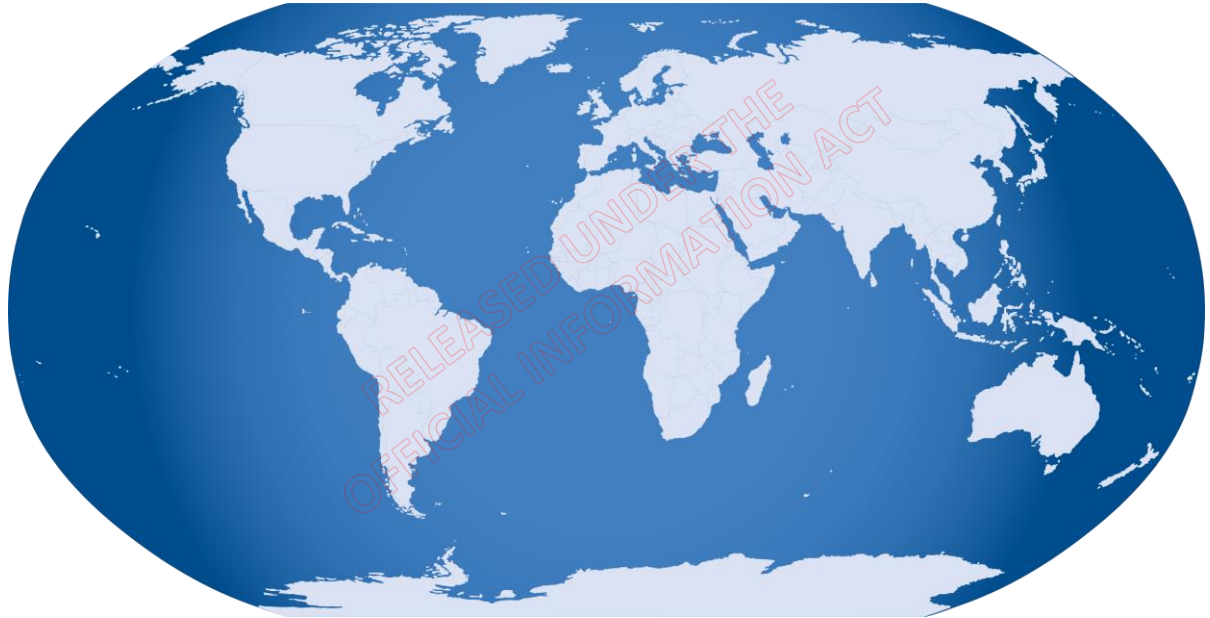 RELEASED UNDER THE
OFFICIAL INFORMATION ACT